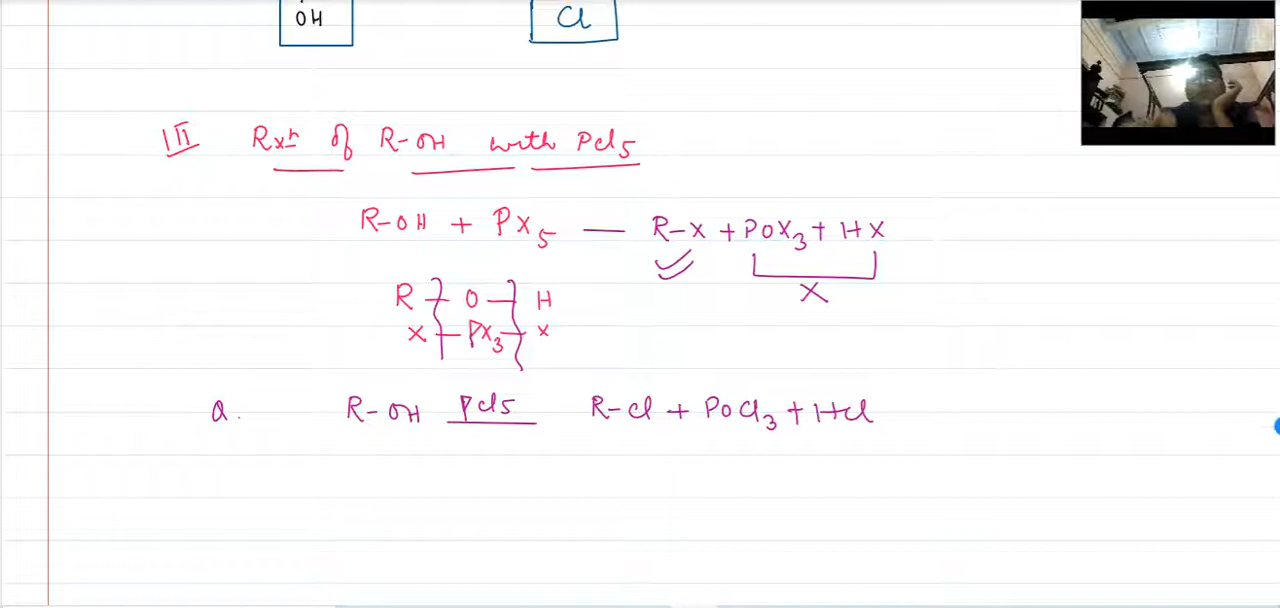 OH Cl
III Rxn of R-OH with PCl5
R-OH + PX5 — R-X + POX3 + HX
X
R O H
X PX3 X
Q. R-OH PCl5 R-Cl + POCl3 + HCl